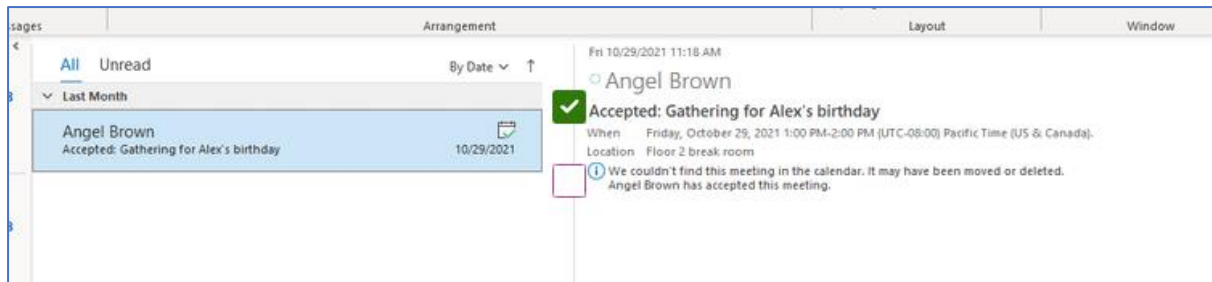 Arrangement
Layout
Window
All Unread
By Date
Last Month
Angel Brown
Accepted: Gathering for Alex's birthday
10/29/2021
Fri 10/29/2021 11:18 AM
Angel Brown
Accepted: Gathering for Alex's birthday
When Friday, October 29, 2021 1:00 PM-2:00 PM (UTC-08:00) Pacific Time (US & Canada).
Location Floor 2 break room
We couldn't find this meeting in the calendar. It may have been moved or deleted.
Angel Brown has accepted this meeting.